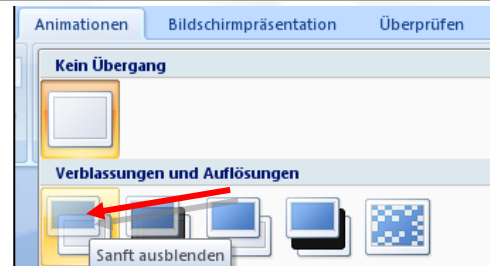 Animationen Bildschirmpräsentation Überprüfen
Kein Übergang
Verblassungen und Auflösungen
Sanft ausblenden